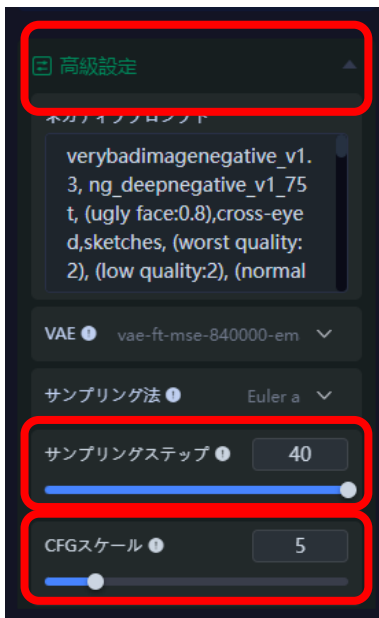 高級設定
ネガティブプロンプト
verybadimagenegative_v1.
3, ng_deepnegative_v1_75
t, (ugly face:0.8),cross-eye
d,sketches, (worst quality:
2), (low quality:2), (normal
VAE vae-ft-mse-840000-em
サンプリング法 Euler a
サンプリングステップ 40
CFGスケール 5